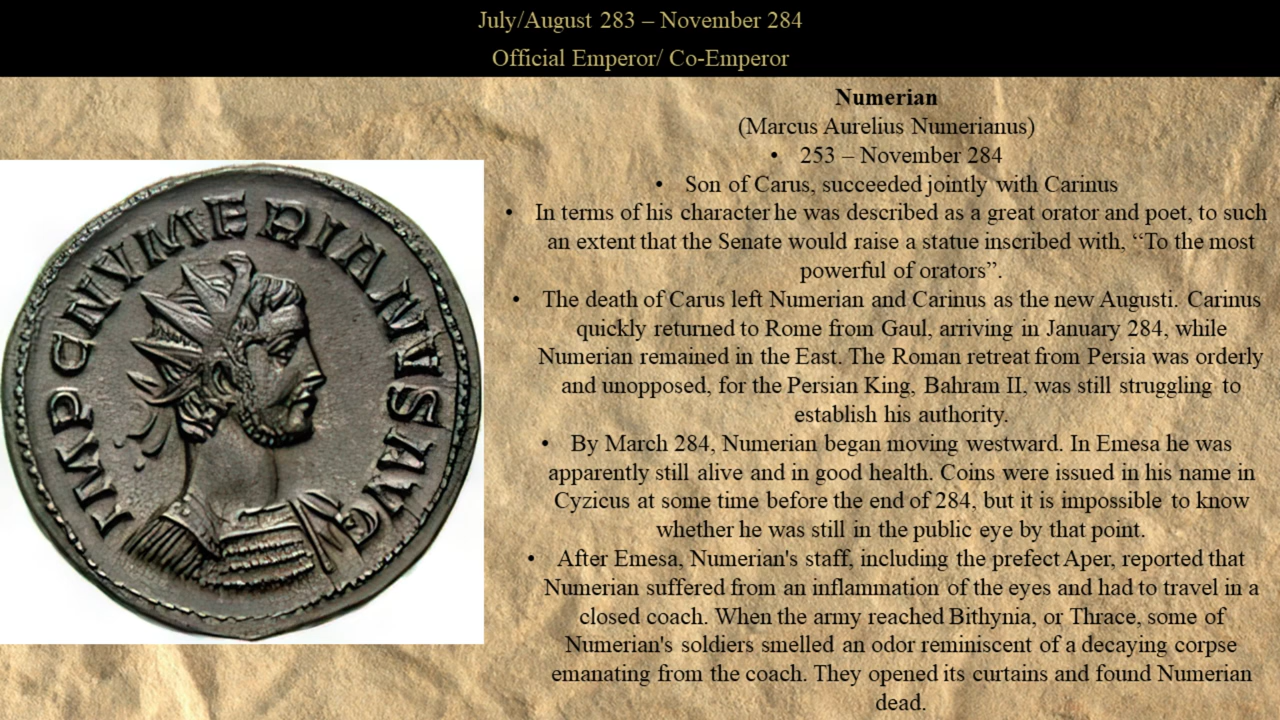 July/August 283 – November 284
Official Emperor/ Co-Emperor
IMP C NVMERIANVS AVG
Numerian
(Marcus Aurelius Numerianus)
• 253 – November 284
• Son of Carus, succeeded jointly with Carinus
• In terms of his character he was described as a great orator and poet, to such
an extent that the Senate would raise a statue inscribed with, “To the most
powerful of orators”.
• The death of Carus left Numerian and Carinus as the new Augusti. Carinus
quickly returned to Rome from Gaul, arriving in January 284, while
Numerian remained in the East. The Roman retreat from Persia was orderly
and unopposed, for the Persian King, Bahram II, was still struggling to
establish his authority.
• By March 284, Numerian began moving westward. In Emesa he was
apparently still alive and in good health. Coins were issued in his name in
Cyzicus at some time before the end of 284, but it is impossible to know
whether he was still in the public eye by that point.
• After Emesa, Numerian's staff, including the prefect Aper, reported that
Numerian suffered from an inflammation of the eyes and had to travel in a
closed coach. When the army reached Bithynia, or Thrace, some of
Numerian's soldiers smelled an odor reminiscent of a decaying corpse
emanating from the coach. They opened its curtains and found Numerian
dead.